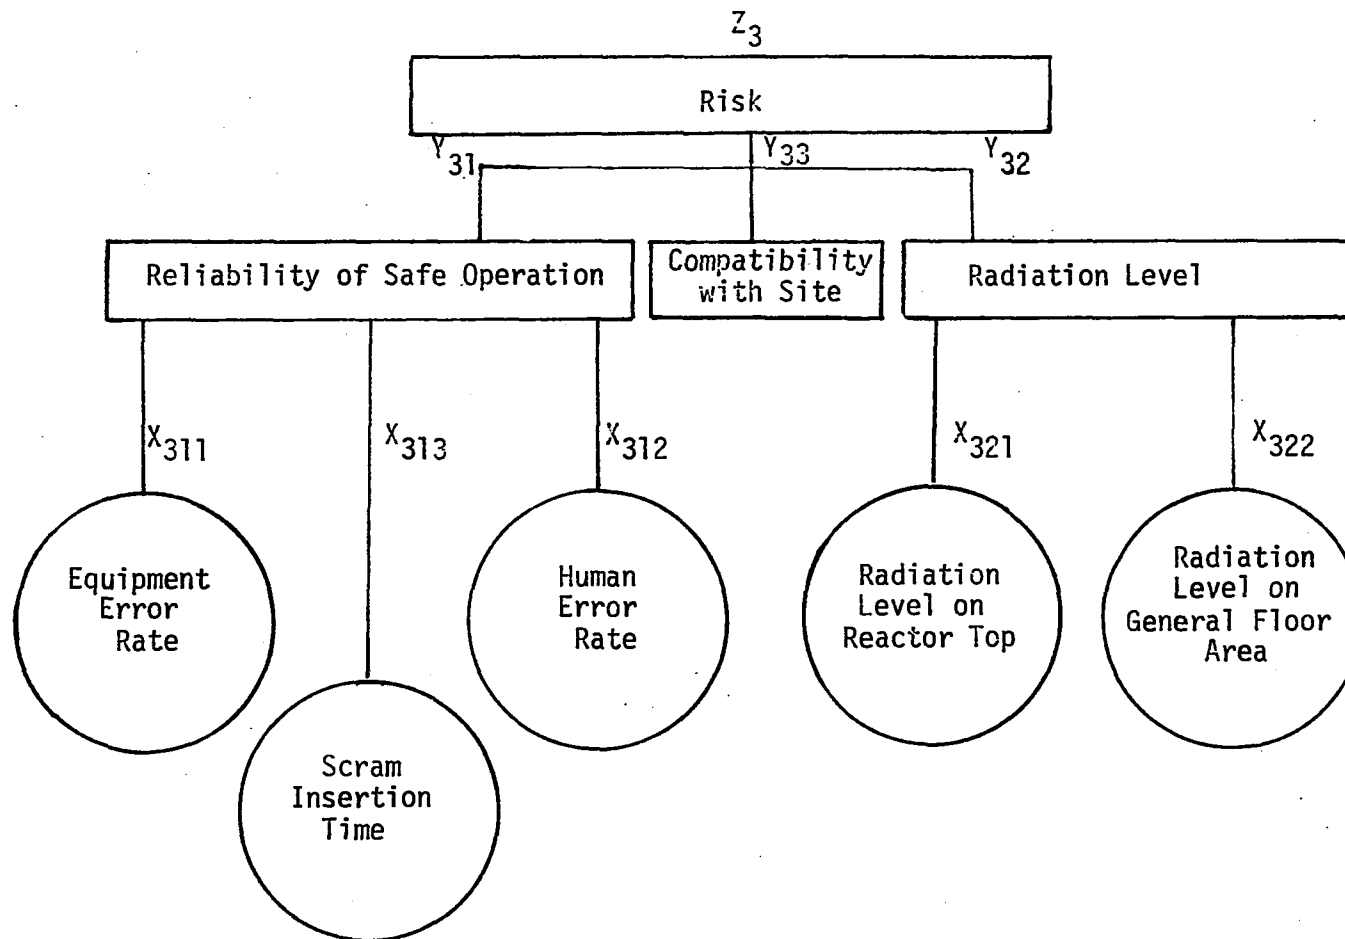 Z3
Risk
Y31 Y33 Y32
Reliability of Safe Operation
Compatibility
with Site
Radiation Level
X311 X313 X312 X321 X322
Equipment
Error
Rate
Scram
Insertion
Time
Human
Error
Rate
Radiation
Level on
Reactor Top
Radiation
Level on
General Floor
Area